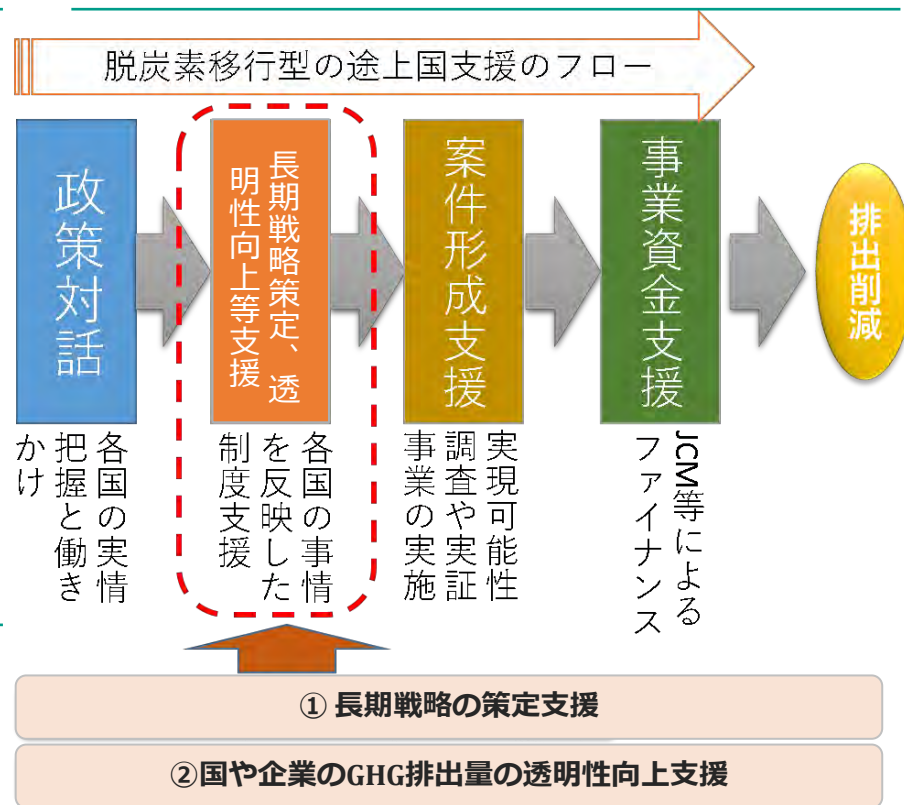 脱炭素移行型の途上国支援のフロー
政策対話
長期戦略策定、透
明性向上等支援
案件形成支援
事業資金支援
排出削減
各国の実情
把握と働き
かけ
各国の事情
を反映した
制度支援
実現可能性
調査や実証
事業の実施
JCM等による
ファイナンス
① 長期戦略の策定支援
②国や企業のGHG排出量の透明性向上支援